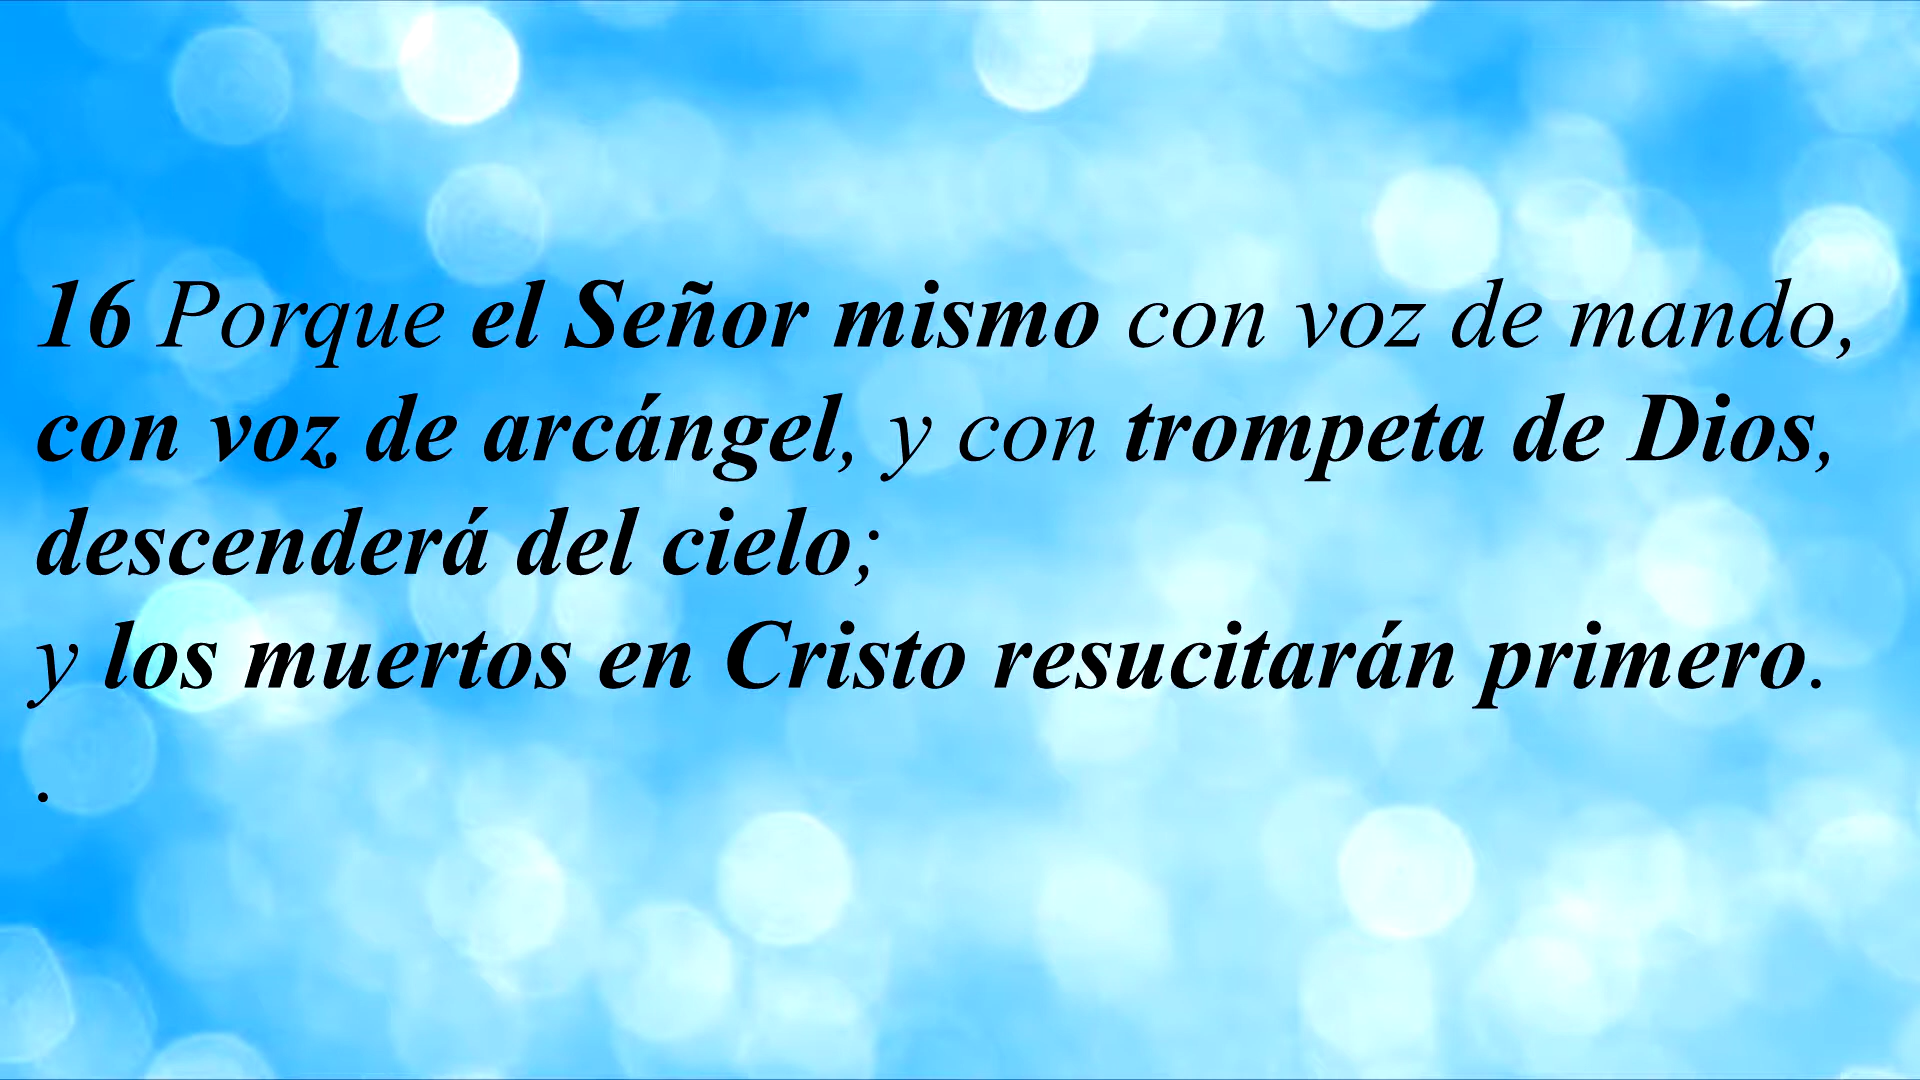 16 Porque el Señor mismo con voz de mando,
con voz de arcángel, y con trompeta de Dios,
descenderá del cielo;
y los muertos en Cristo resucitarán primero.
.